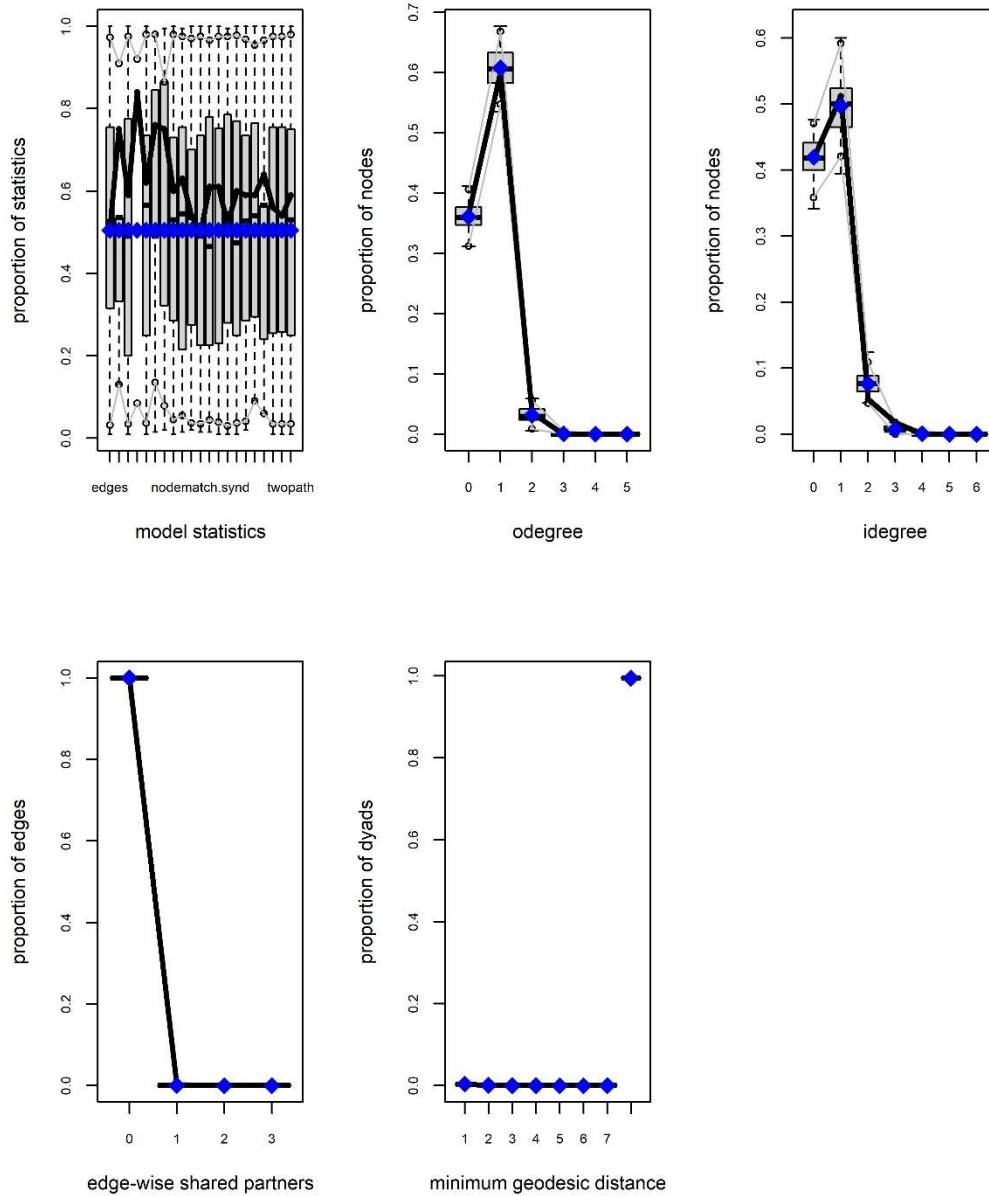 proportion of statistics
1.0
0.8
0.6
0.4
0.2
0.0
edges nodematch.synd twopath
model statistics
proportion of nodes
0.7
0.6
0.5
0.4
0.3
0.2
0.1
0.0
0 1 2 3 4 5
odegree
proportion of nodes
0.6
0.5
0.4
0.3
0.2
0.1
0.0
0 1 2 3 4 5 6
idegree
proportion of edges
1.0
0.8
0.6
0.4
0.2
0.0
0 1 2 3
edge-wise shared partners
proportion of dyads
1.0
0.8
0.6
0.4
0.2
0.0
1 2 3 4 5 6 7
minimum geodesic distance